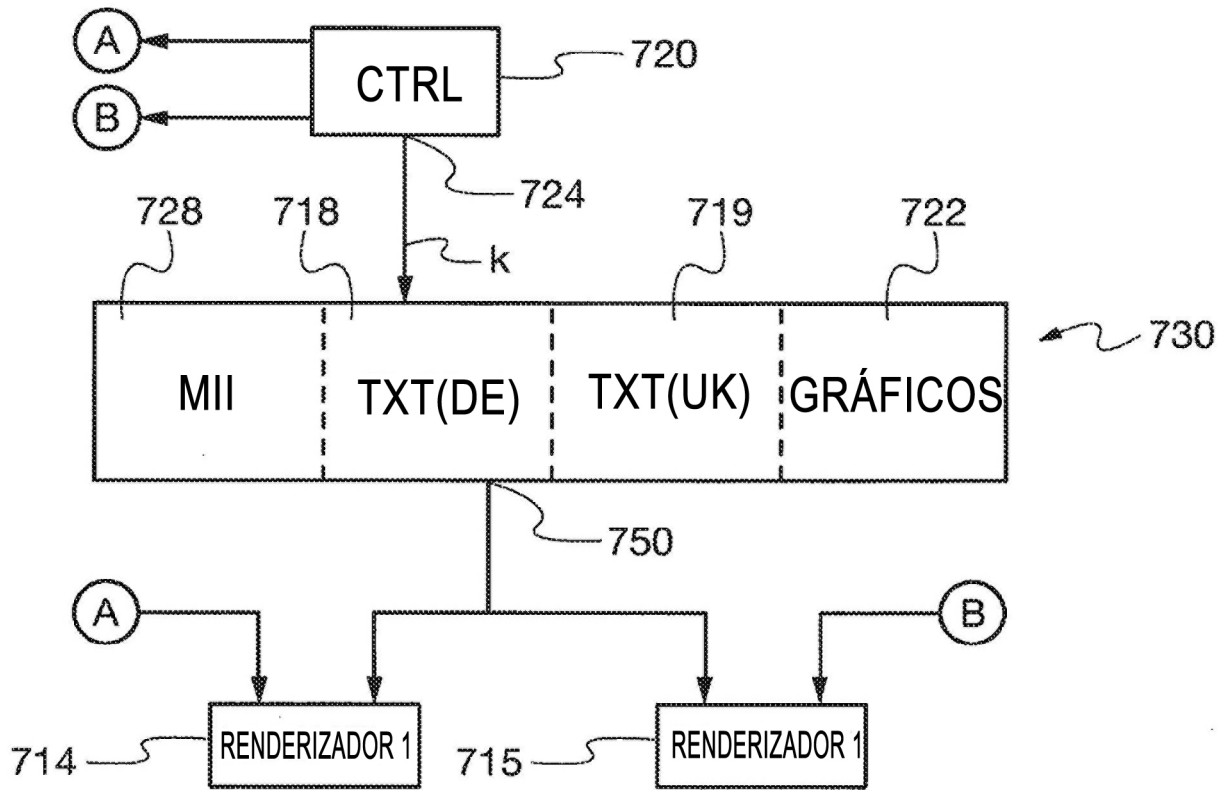 A
CTRL
720
B
724
728
718
719
722
k
730
MII
TXT(DE)
TXT(UK)
GRÁFICOS
750
A
B
714
RENDERIZADOR 1
715
RENDERIZADOR 1